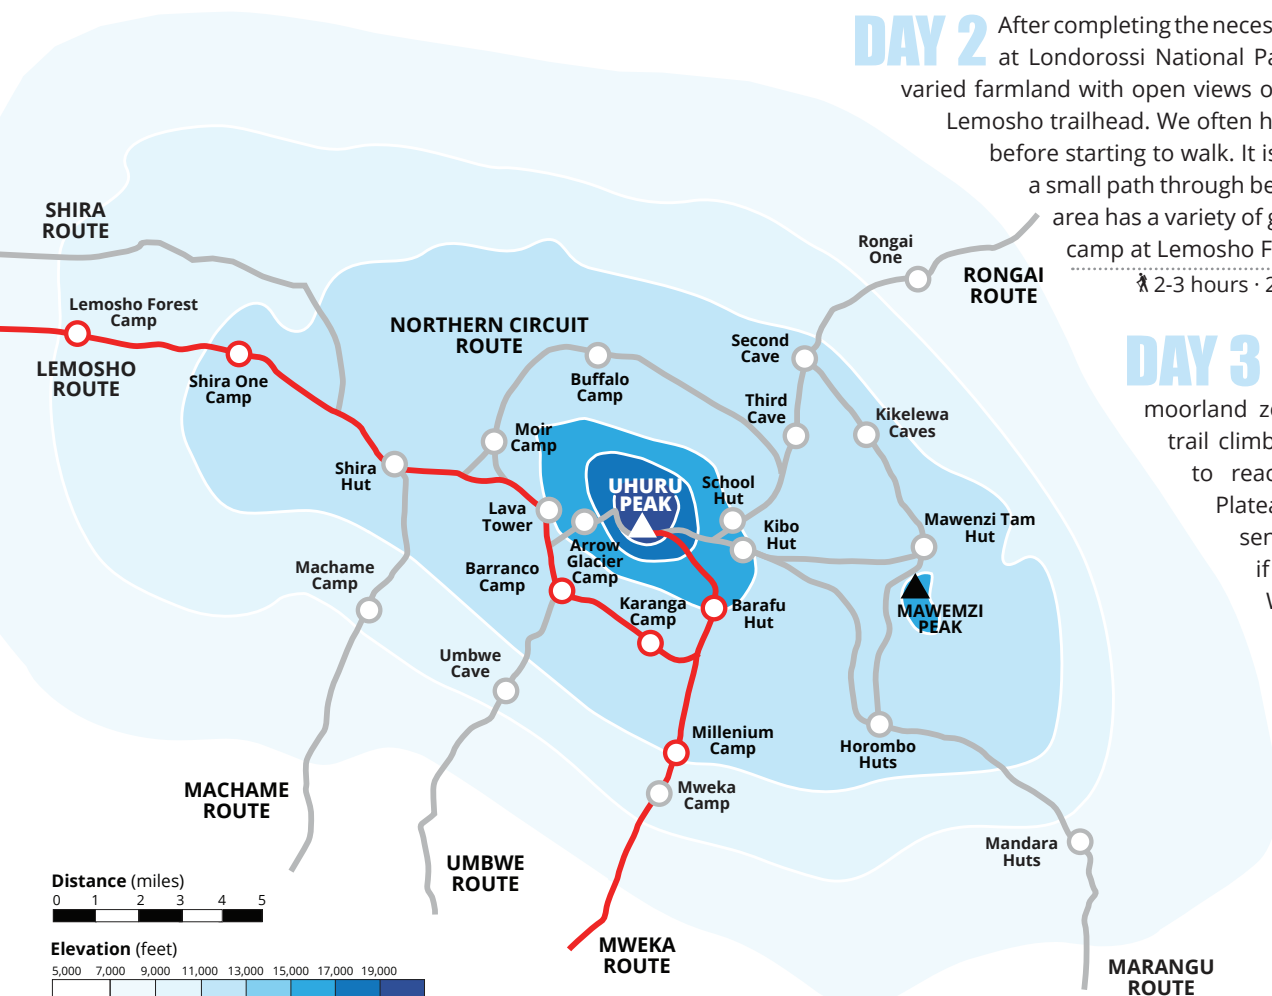 DAY 2 After completing the neces
at Londorossi National Pa
varied farmland with open views o
Lemosho trailhead. We often h
before starting to walk. It is
a small path through be
area has a variety of g
camp at Lemosho F
2-3 hours · 2
DAY 3
moorland z
trail climb
to reac
Platea
sen
if
SHIRA
ROUTE
Lemosho Forest
Camp
LEMOSHO
ROUTE
Shira One
Camp
NORTHERN CIRCUIT
ROUTE
Rongai
One
RONGAI
ROUTE
Second
Cave
Buffalo
Camp
Third
Cave
Kikelewa
Caves
Moir
Camp
Shira
Hut
UHURU
PEAK
School
Hut
Lava
Tower
Kibo
Hut
Mawenzi Tam
Hut
Arrow
Glacier
Camp
Machame
Camp
Barranco
Camp
Karanga
Camp
Barafu
Hut
MAWEMZI
PEAK
Umbwe
Cave
Millenium
Camp
Horombo
Huts
MACHAME
ROUTE
Mweka
Camp
Mandara
Huts
UMBWE
ROUTE
MWEKA
ROUTE
MARANGU
ROUTE
Distance (miles)
0 1 2 3 4 5
Elevation (feet)
5,000 7,000 9,000 11,000 13,000 15,000 17,000 19,000